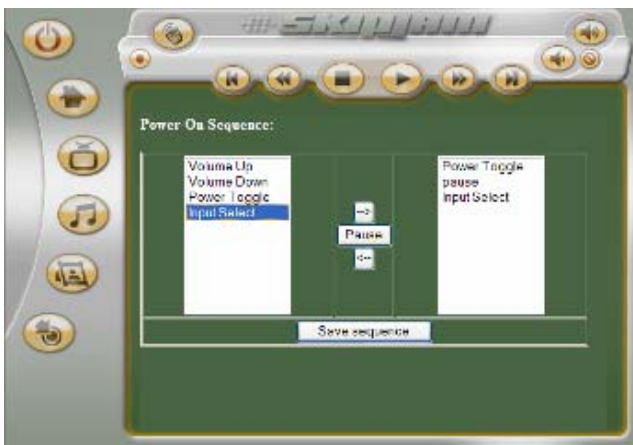 SKIPJAM
Power On Sequence:
Volume Up
Volume Down
Power Toggle
Input Select
-->
Pause
<--
Power Toggle
pause
Input Select
Save sequence